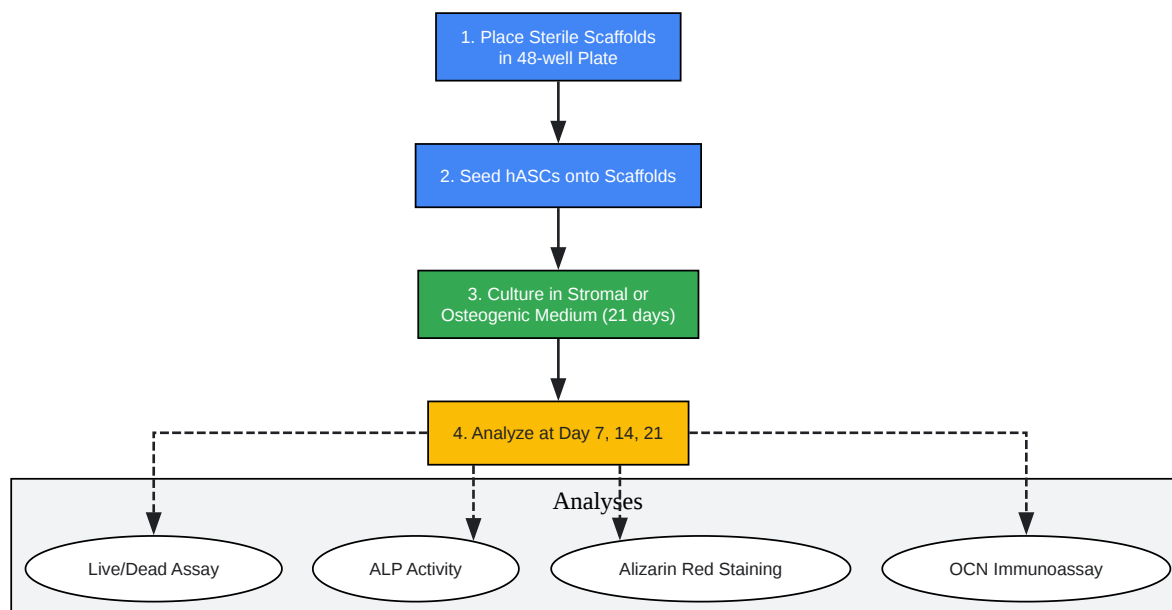 1. Place Sterile Scaffolds
in 48-well Plate
2. Seed hASCs onto Scaffolds
3. Culture in Stromal or
Osteogenic Medium (21 days)
4. Analyze at Day 7, 14, 21
Analyses
Live/Dead Assay
ALP Activity
Alizarin Red Staining
OCN Immunoassay